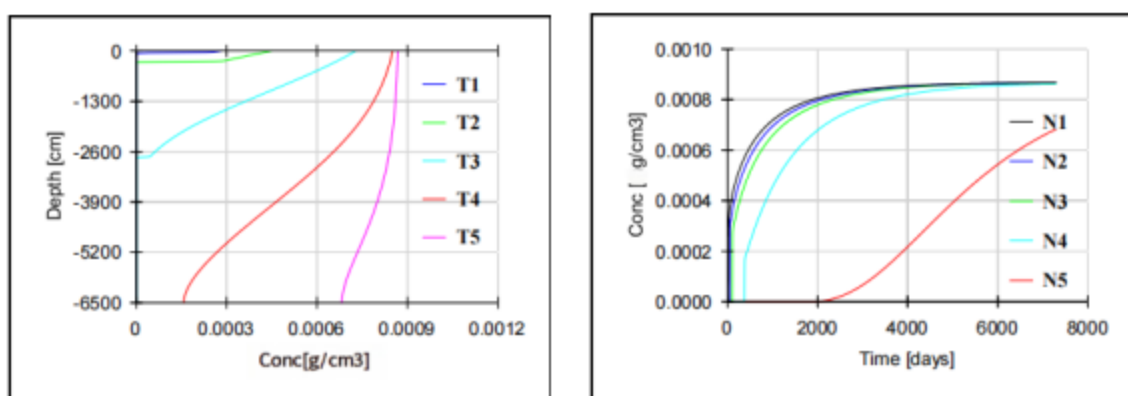 0
-1300
-2600
-3900
-5200
-6500
Depth [cm]
0 0.0003 0.0006 0.0009 0.0012
Conc[g/cm3]
T1
T2
T3
T4
T5
0.0010
0.0008
0.0006
0.0004
0.0002
0.0000
Conc [ g/cm3]
0 2000 4000 6000 8000
Time [days]
N1
N2
N3
N4
N5